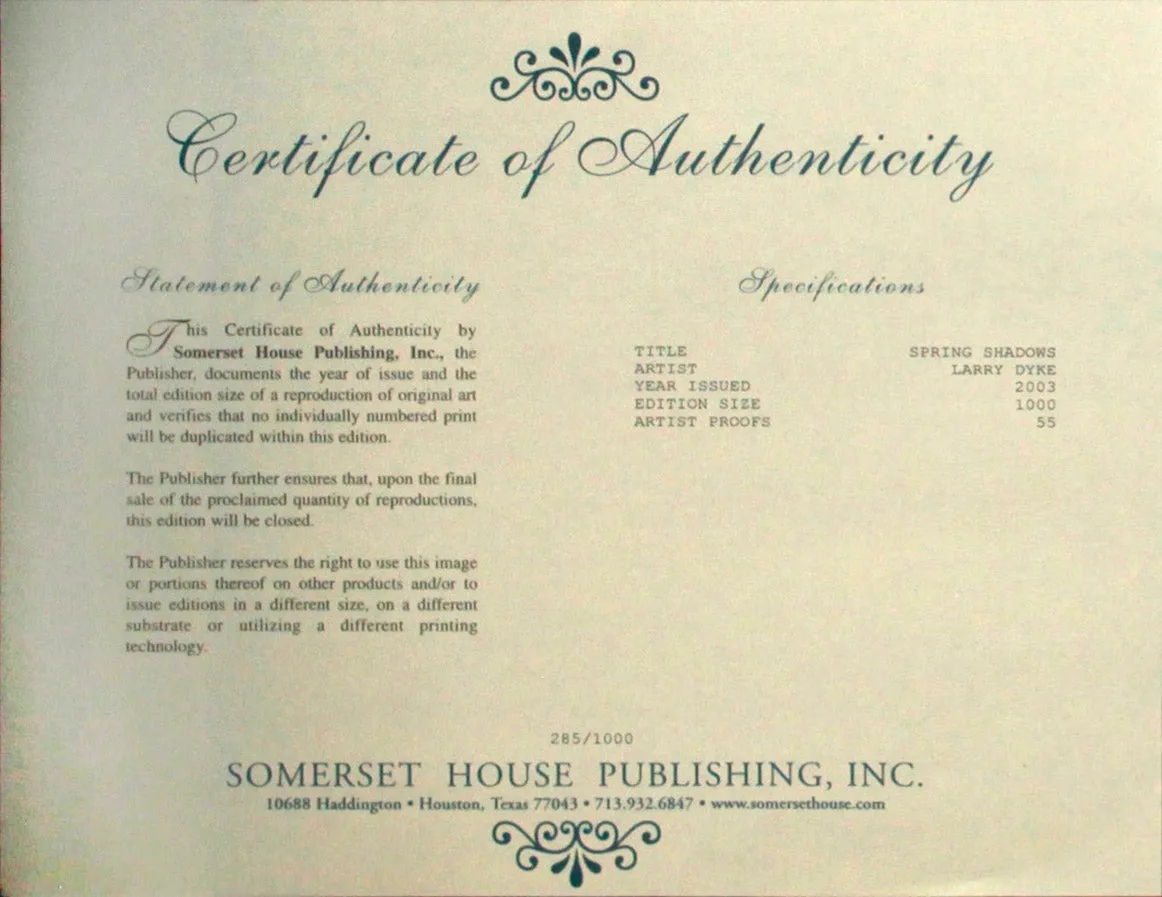 Certificate of Authenticity
Statement of Authenticity
This Certificate of Authenticity by
Somerset House Publishing, Inc., the
Publisher, documents the year of issue and the
total edition size of a reproduction of original art
and verifies that no individually numbered print
will be duplicated within this edition.
The Publisher further ensures that, upon the final
sale of the proclaimed quantity of reproductions,
this edition will be closed.
The Publisher reserves the right to use this image
or portions thereof on other products and/or to
issue editions in a different size, on a different
substrate or utilizing a different printing
technology.
Specifications
TITLE SPRING SHADOWS
ARTIST LARRY DYKE
YEAR ISSUED 2003
EDITION SIZE 1000
ARTIST PROOFS 55
285/1000
SOMERSET HOUSE PUBLISHING, INC.
10688 Haddington • Houston, Texas 77043 • 713.932.6847 • www.somersethouse.com